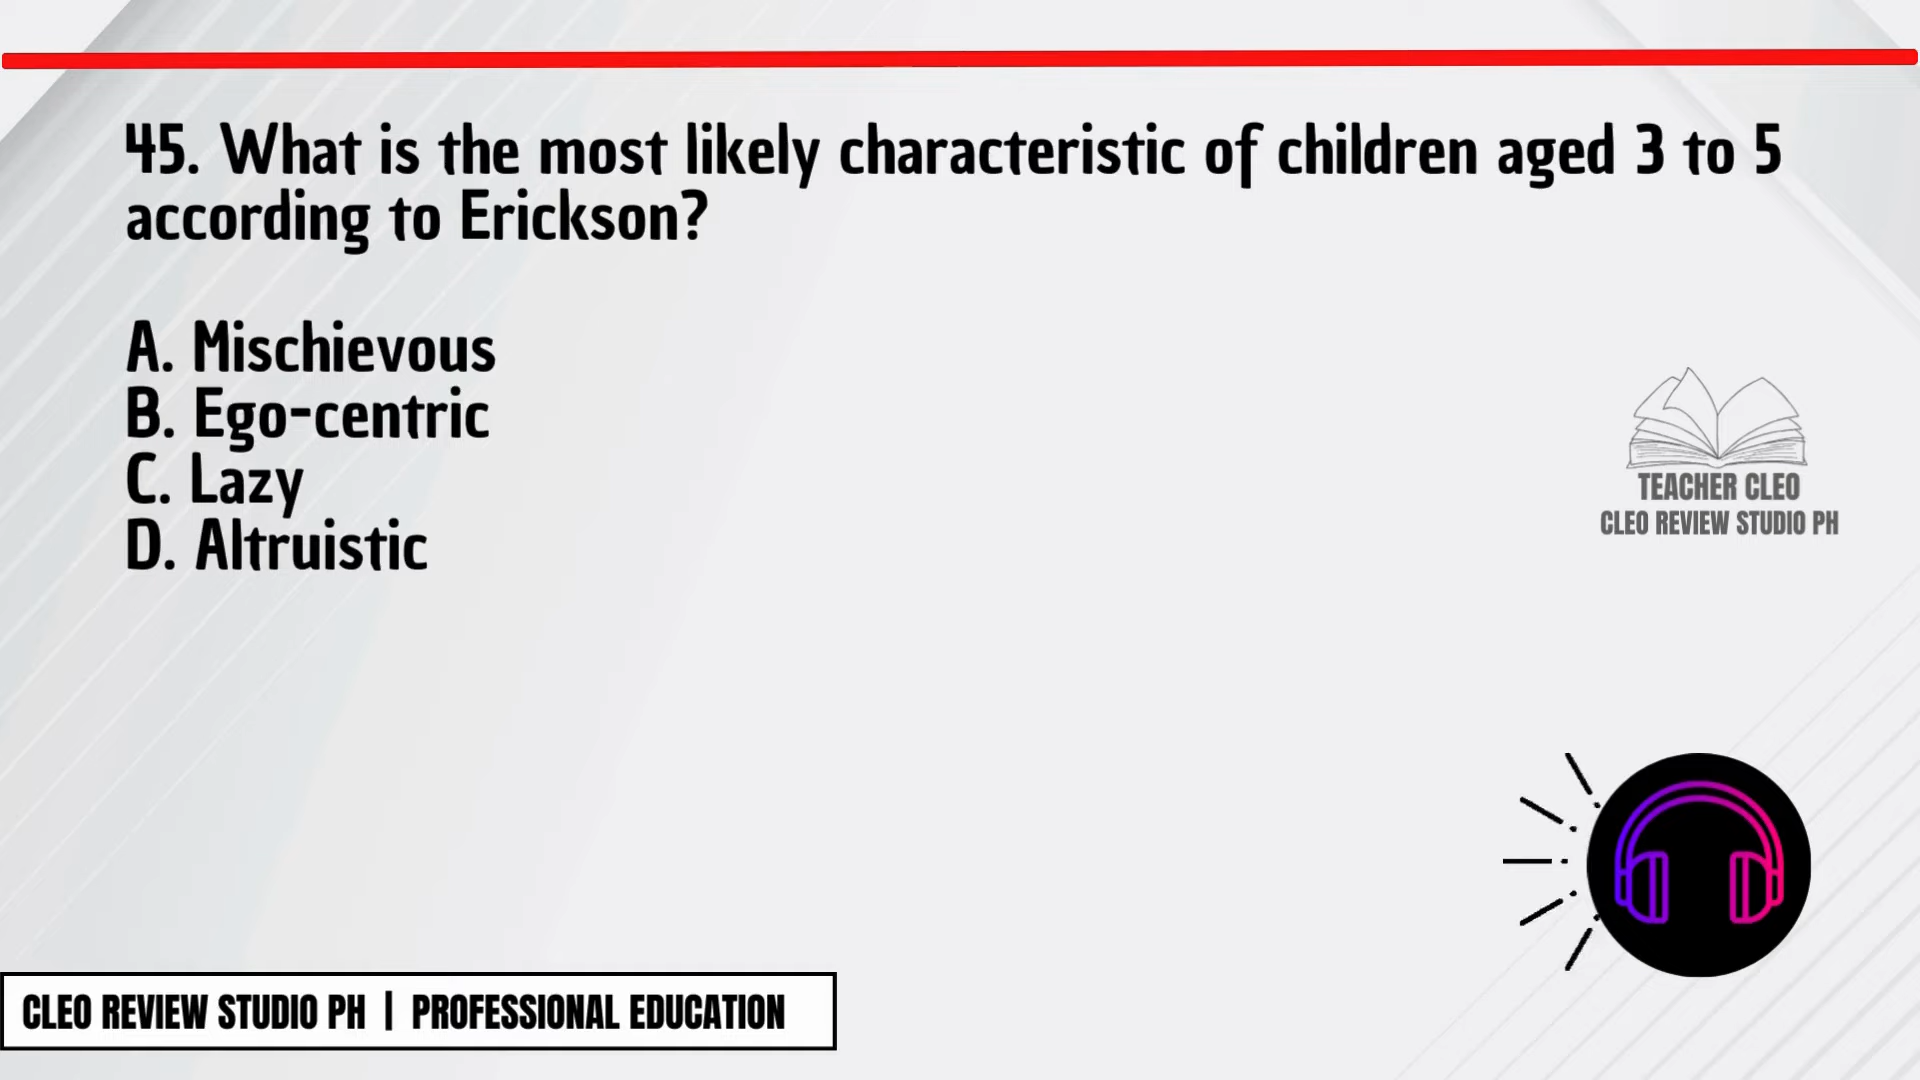 45. What is the most likely characteristic of children aged 3 to 5
according to Erickson?
A. Mischievous
B. Ego-centric
C. Lazy
D. Altruistic
TEACHER CLEO
CLEO REVIEW STUDIO PH
CLEO REVIEW STUDIO PH | PROFESSIONAL EDUCATION